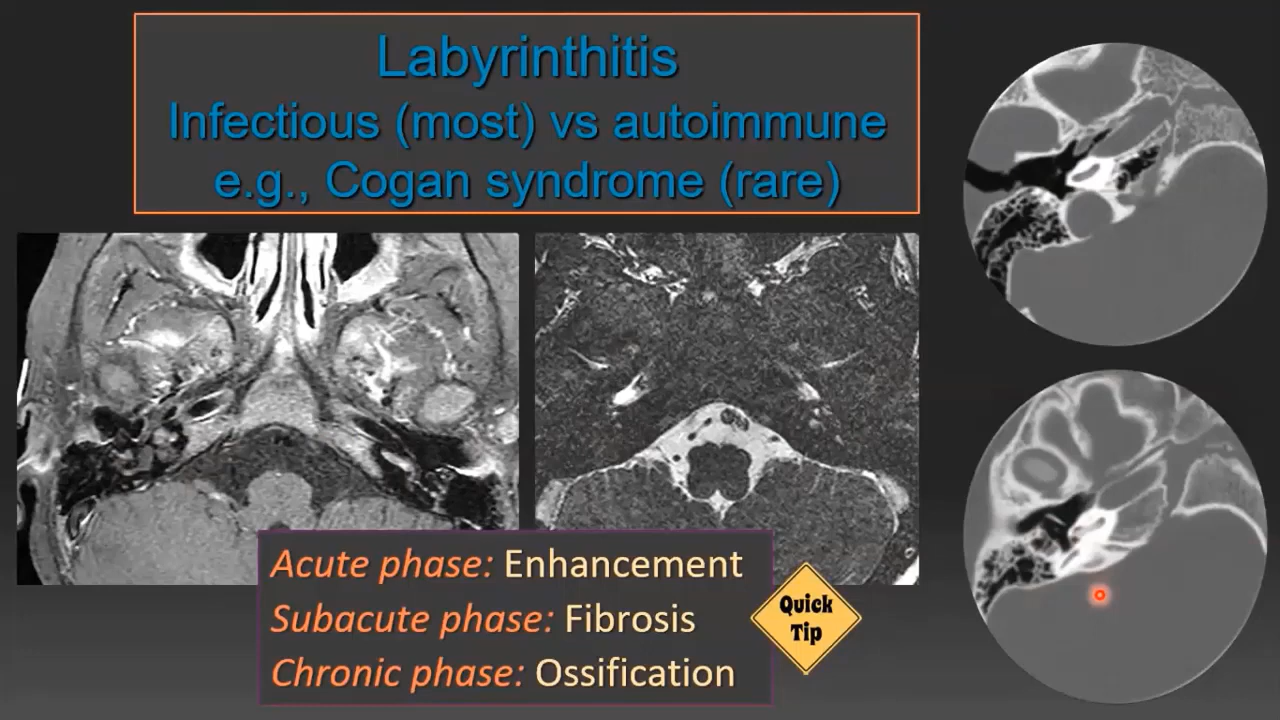 Labyrinthitis
Infectious (most) vs autoimmune
e.g., Cogan syndrome (rare)
Acute phase: Enhancement
Subacute phase: Fibrosis
Chronic phase: Ossification
Quick
Tip